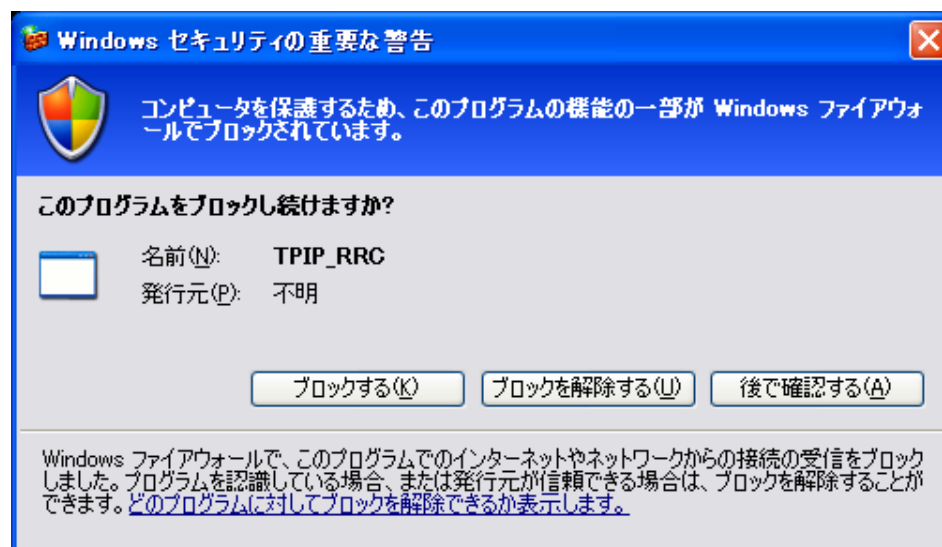 Windows セキュリティの重要な警告
コンピュータを保護するため、このプログラムの機能の一部が Windows ファイアウォ
ールでブロックされています。
このプログラムをブロックし続けますか?
名前(N): TPIP_RRC
発行元(P): 不明
ブロックする(K) ブロックを解除する(U) 後で確認する(A)
Windows ファイアウォールで、このプログラムでのインターネットやネットワークからの接続の受信をブロック
しました。プログラムを認識している場合、または発行元が信頼できる場合は、ブロックを解除することが
できます。どのプログラムに対してブロックを解除できるか表示します。